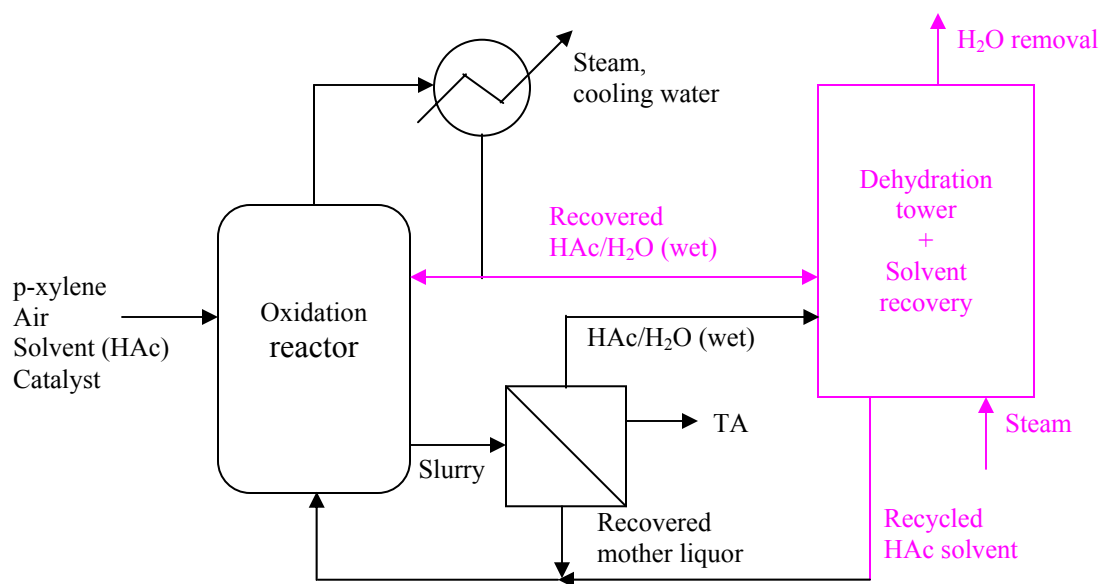 Steam,
cooling water
H₂O removal
Dehydration
tower
+
Solvent
recovery
Recovered
HAc/H₂O (wet)
p-xylene
Air
Solvent (HAc)
Catalyst
Oxidation
reactor
HAc/H₂O (wet)
TA
Slurry
Steam
Recovered
mother liquor
Recycled
HAc solvent